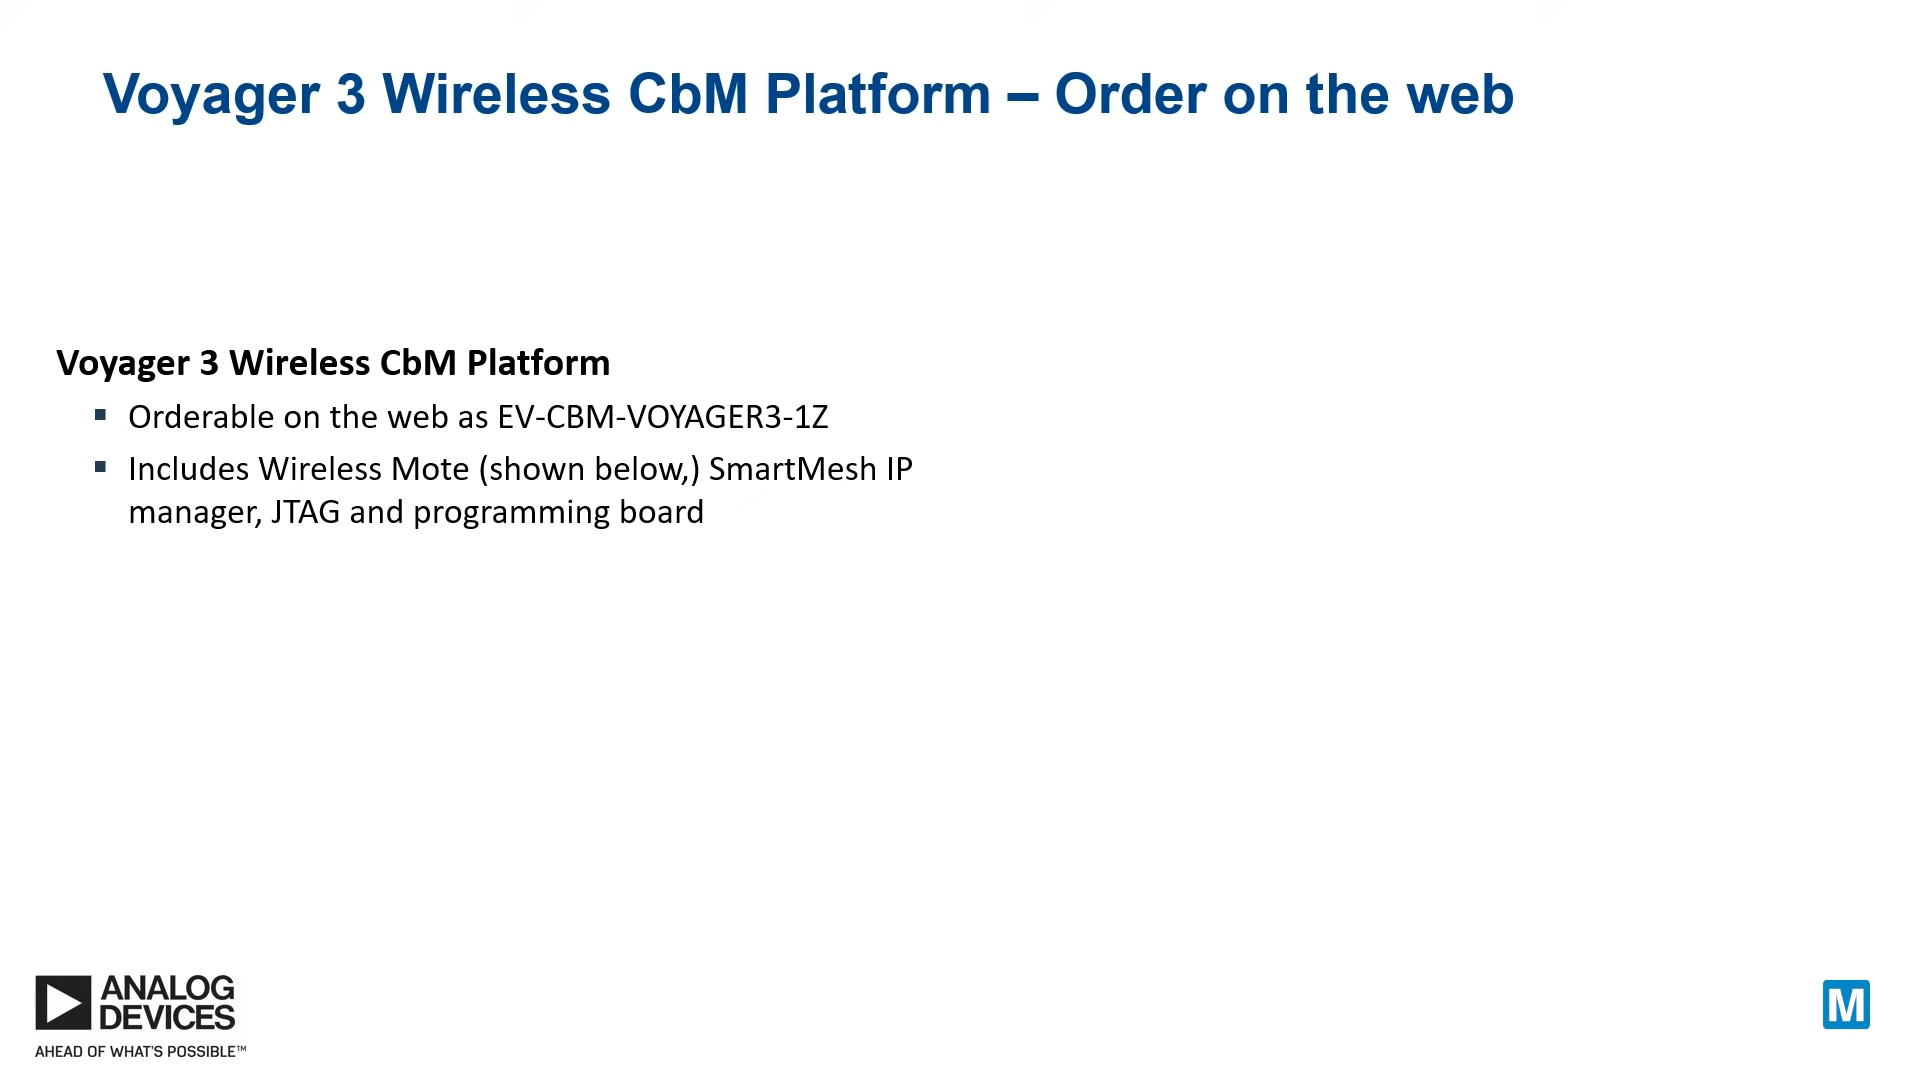 Voyager 3 Wireless CbM Platform – Order on the web
Voyager 3 Wireless CbM Platform
▪ Orderable on the web as EV-CBM-VOYAGER3-1Z
▪ Includes Wireless Mote (shown below,) SmartMesh IP
manager, JTAG and programming board
ANALOG
DEVICES
AHEAD OF WHAT'S POSSIBLE™
M